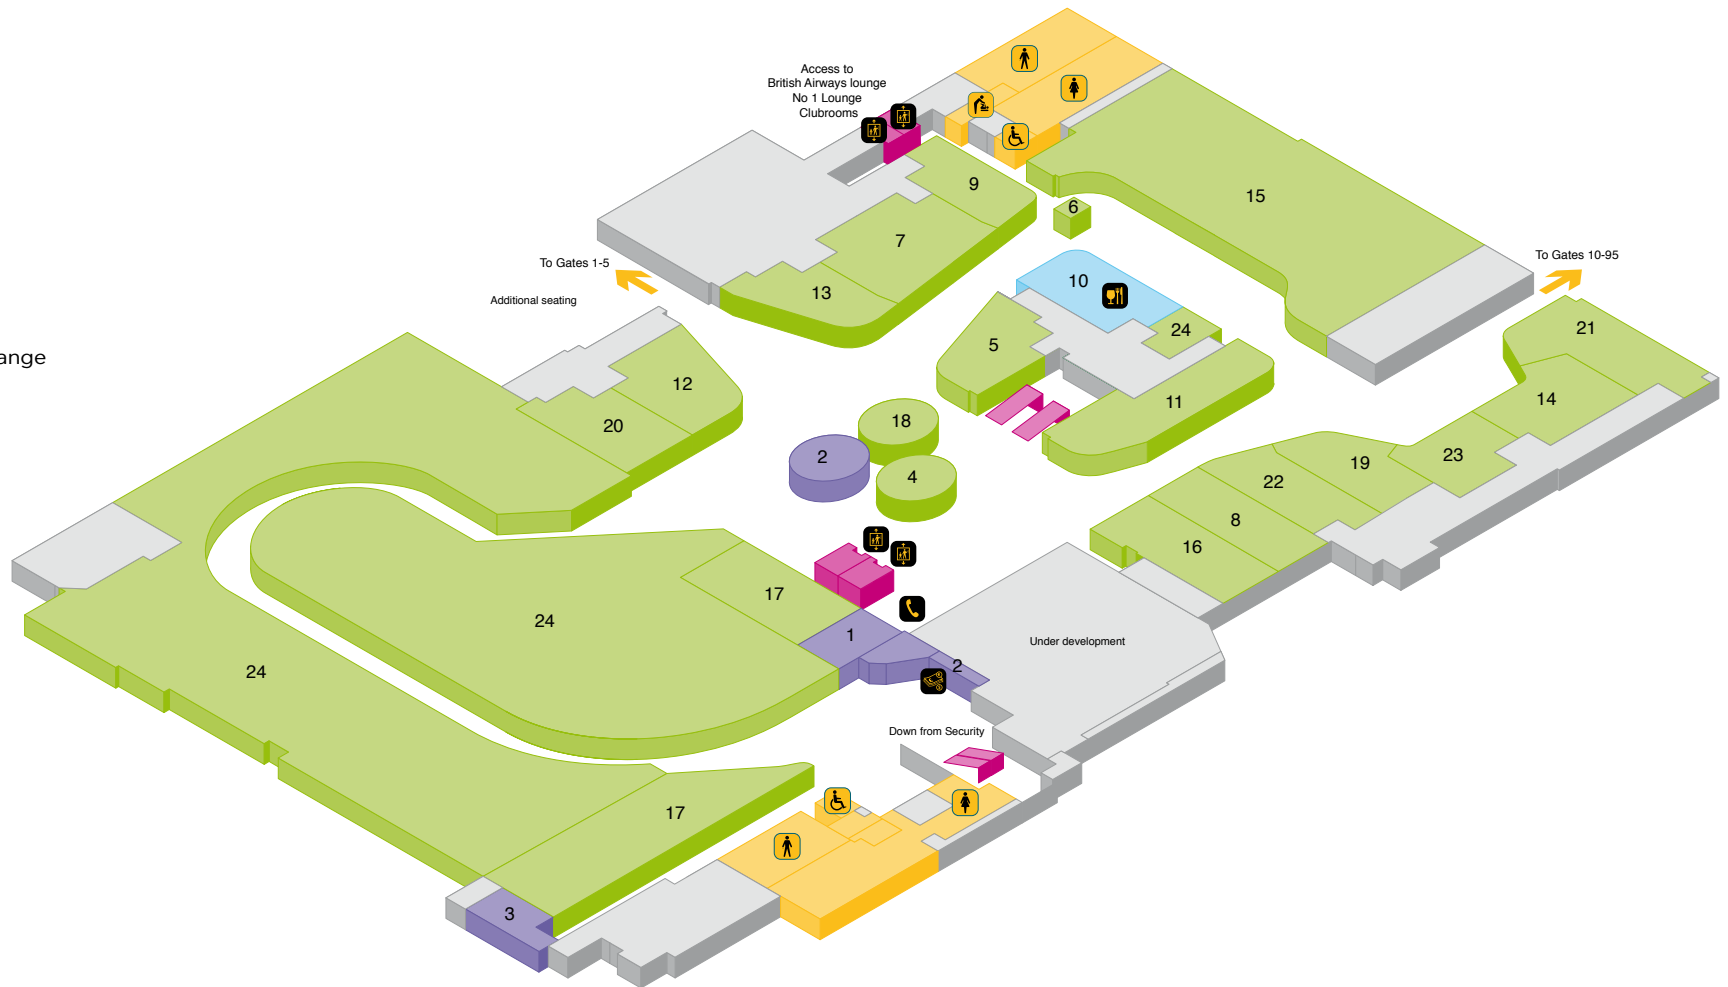 Access to
British Airways lounge
No 1 Lounge
Clubrooms
9
15
6
7
To Gates 1-5
To Gates 10-95
10
13
Additional seating
24
21
5
ange
12
14
11
20
18
2
23
19
4
22
8
16
17
24
1
Under development
2
24
Down from Security
17
3